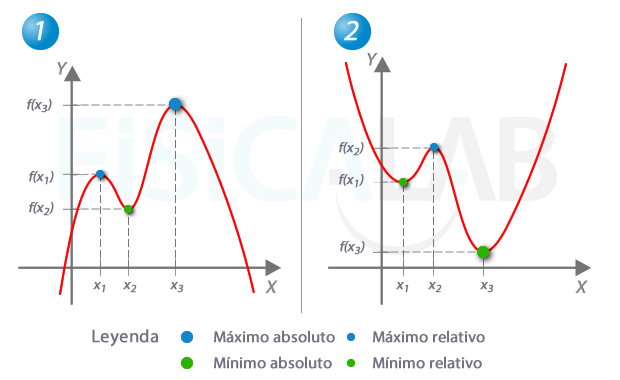 1
Y
f(x3)
f(x1)
f(x2)
x1 x2 x3 X
2
Y
f(x2)
f(x1)
f(x3)
x1 x2 x3 X
FiSiCALAB
Leyenda Máximo absoluto Máximo relativo
Mínimo absoluto Mínimo relativo